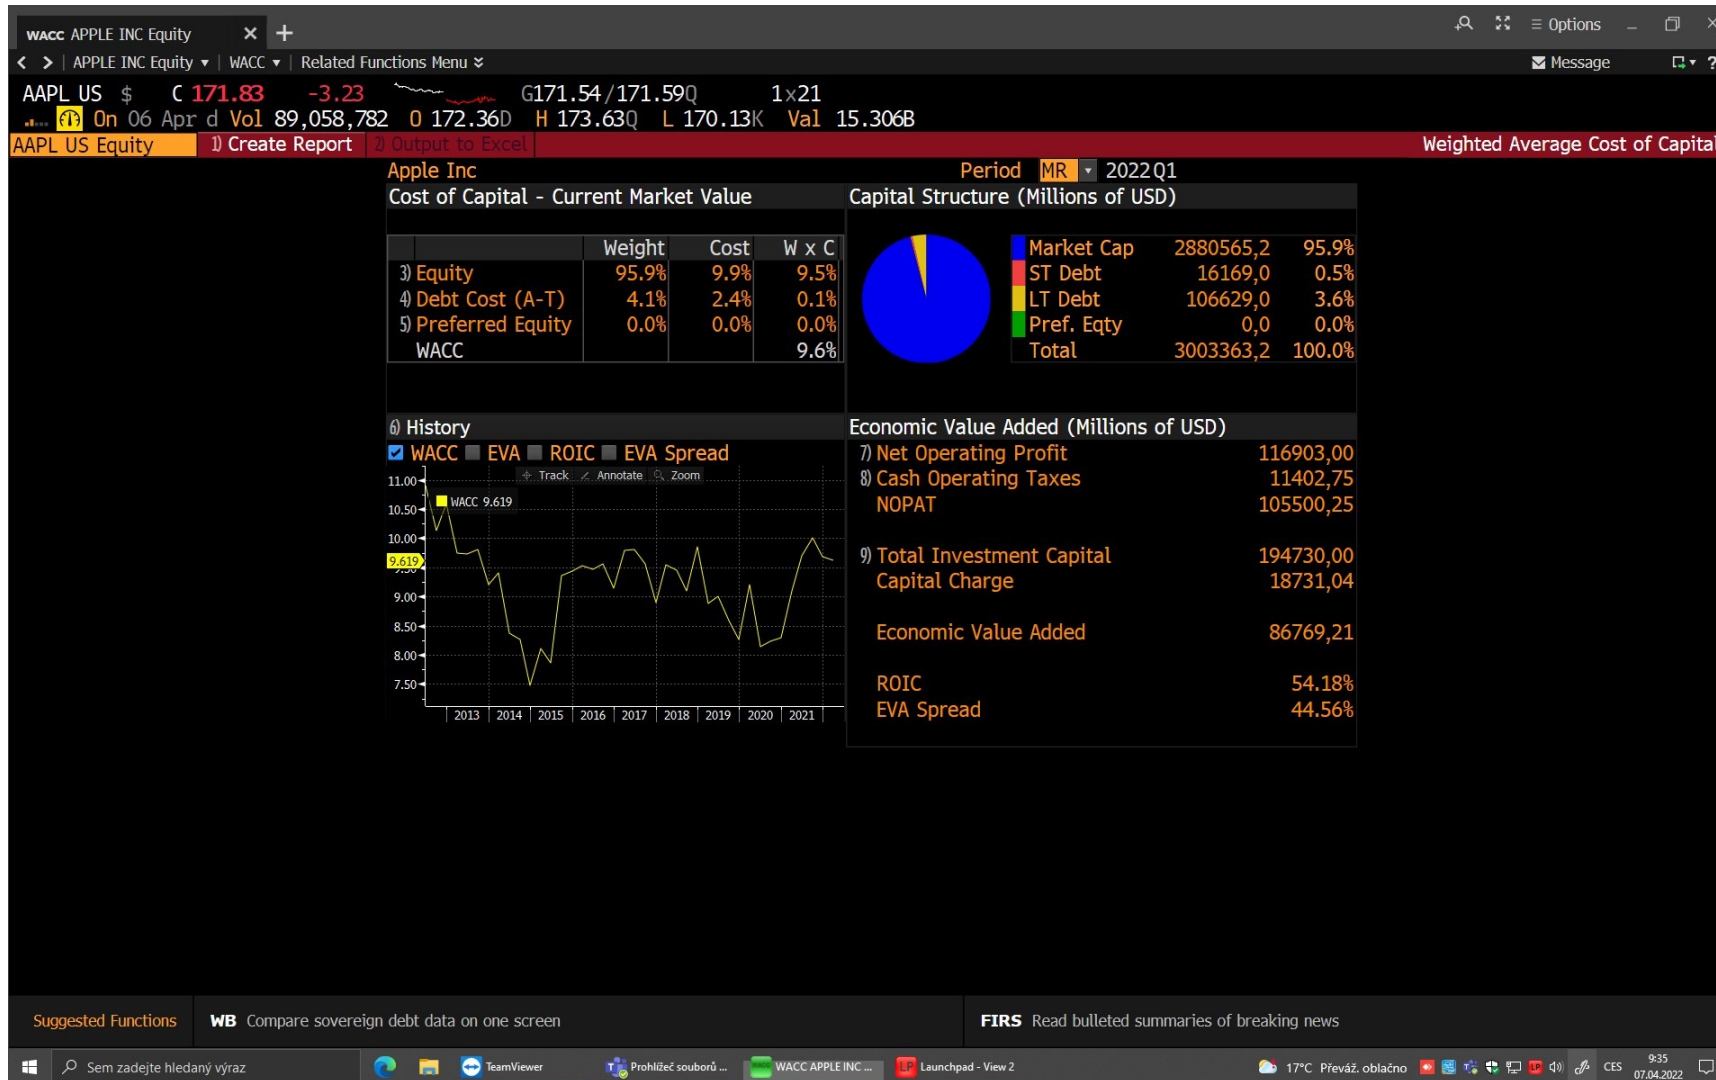 WACC APPLE INC Equity × +
Options
< > | APPLE INC Equity ▾ | WACC ▾ | Related Functions Menu
Message ?
AAPL US $ C 171.83 -3.23 G171.54/171.59Q 1×21
On 06 Apr d Vol 89,058,782 O 172.36D H 173.63Q L 170.13K Val 15.306B
AAPL US Equity 1) Create Report 2) Output to Excel Weighted Average Cost of Capital
Apple Inc Period MR 2022 Q1
Cost of Capital - Current Market Value
Weight Cost W x C
3) Equity 95.9% 9.9% 9.5%
4) Debt Cost (A-T) 4.1% 2.4% 0.1%
5) Preferred Equity 0.0% 0.0% 0.0%
WACC 9.6%
Capital Structure (Millions of USD)
Market Cap 2880565,2 95.9%
ST Debt 16169,0 0.5%
LT Debt 106629,0 3.6%
Pref. Eqty 0,0 0.0%
Total 3003363,2 100.0%
6) History
WACC EVA ROIC EVA Spread
Track Annotate Zoom
WACC 9.619
11.00
10.50
10.00
9.619
9.00
8.50
8.00
7.50
2013 2014 2015 2016 2017 2018 2019 2020 2021
Economic Value Added (Millions of USD)
7) Net Operating Profit 116903,00
8) Cash Operating Taxes 11402,75
NOPAT 105500,25
9) Total Investment Capital 194730,00
Capital Charge 18731,04
Economic Value Added 86769,21
ROIC 54.18%
EVA Spread 44.56%
Suggested Functions WB Compare sovereign debt data on one screen FIRS Read bulleted summaries of breaking news
Sem zadejte hledaný výraz
TeamViewer
Prohlížeč souborů ...
WACC APPLE INC ...
LP Launchpad - View 2
17°C Převáž. oblačno
LP
CES
9:35
07.04.2022